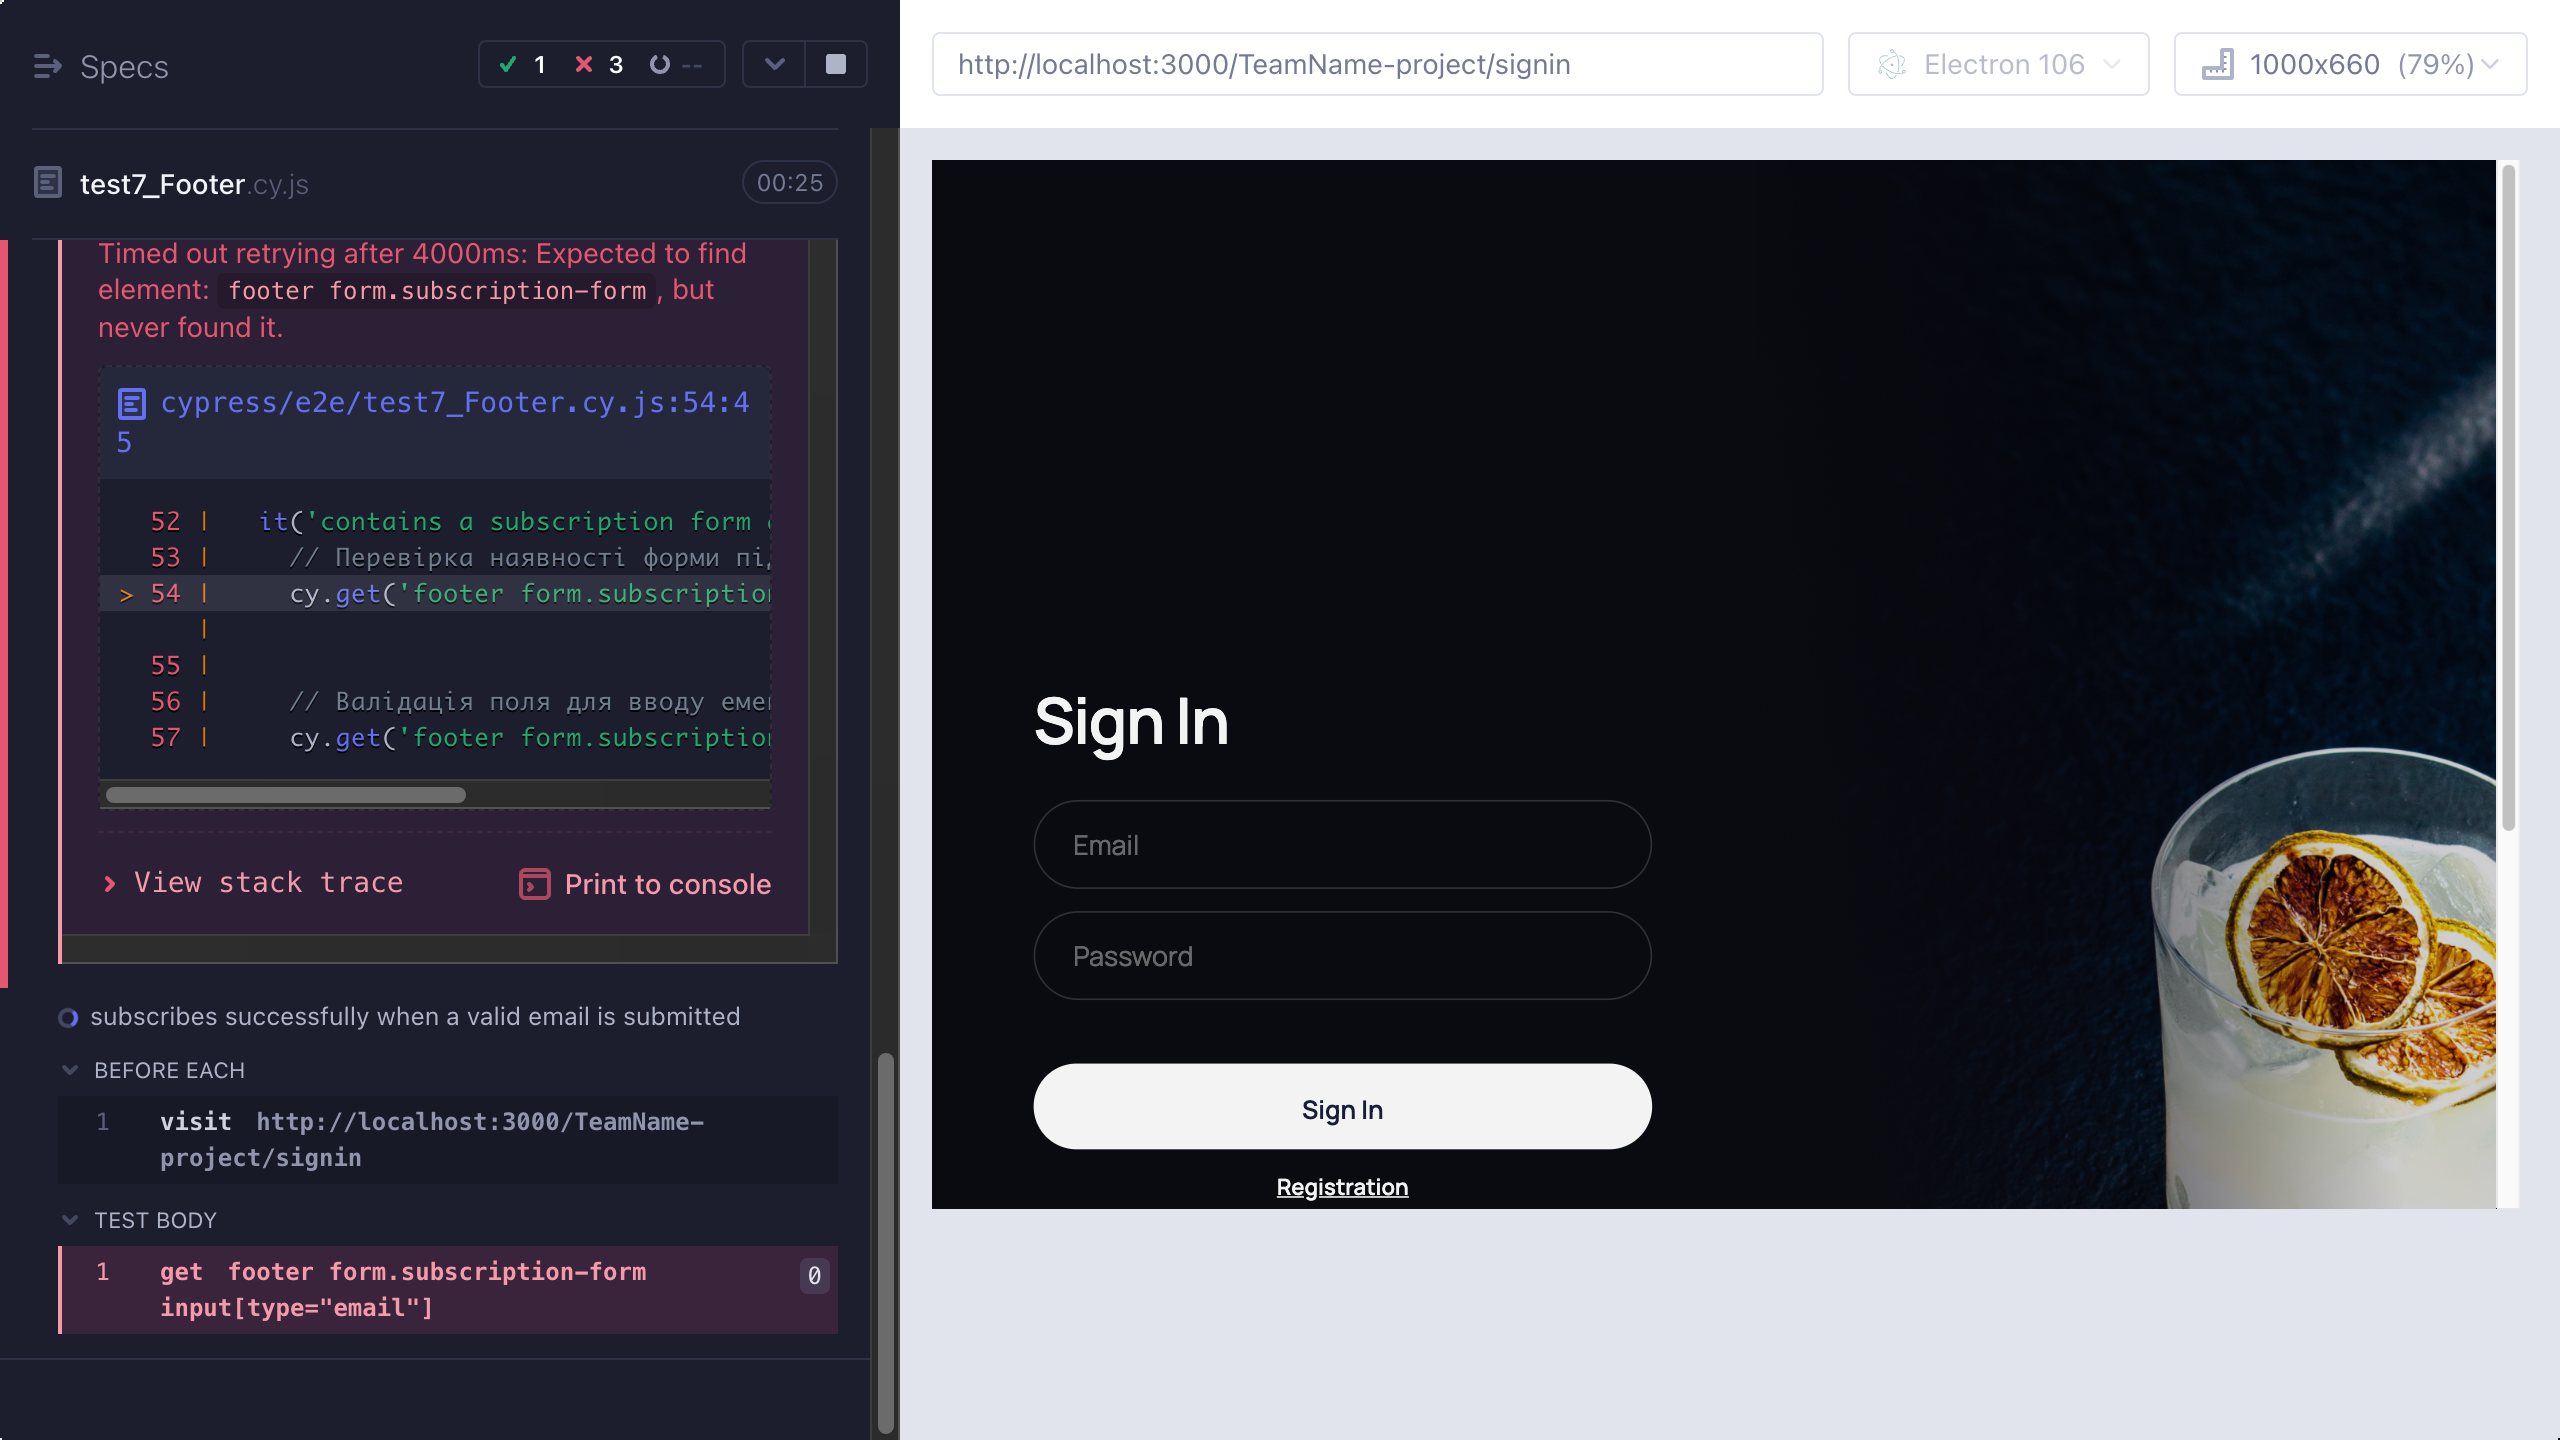 Specs
1
3
--
test7_Footer.cy.js
00:25
Timed out retrying after 4000ms: Expected to find
element: footer form.subscription-form , but
never found it.
cypress/e2e/test7_Footer.cy.js:54:4
5
52 | it('contains a subscription form
53 | // Перевірка наявності форми
> 54 | cy.get('footer form.subscription
|
55 |
56 | // Валідація поля для вводу
57 | cy.get('footer form.subscription
View stack trace
Print to console
subscribes successfully when a valid email is submitted
BEFORE EACH
1 visit http://localhost:3000/TeamName-
project/signin
TEST BODY
1 get footer form.subscription-form 0
input[type="email"]
http://localhost:3000/TeamName-project/signin
Electron 106
1000x660 (79%)
Sign In
Email
Password
Sign In
Registration